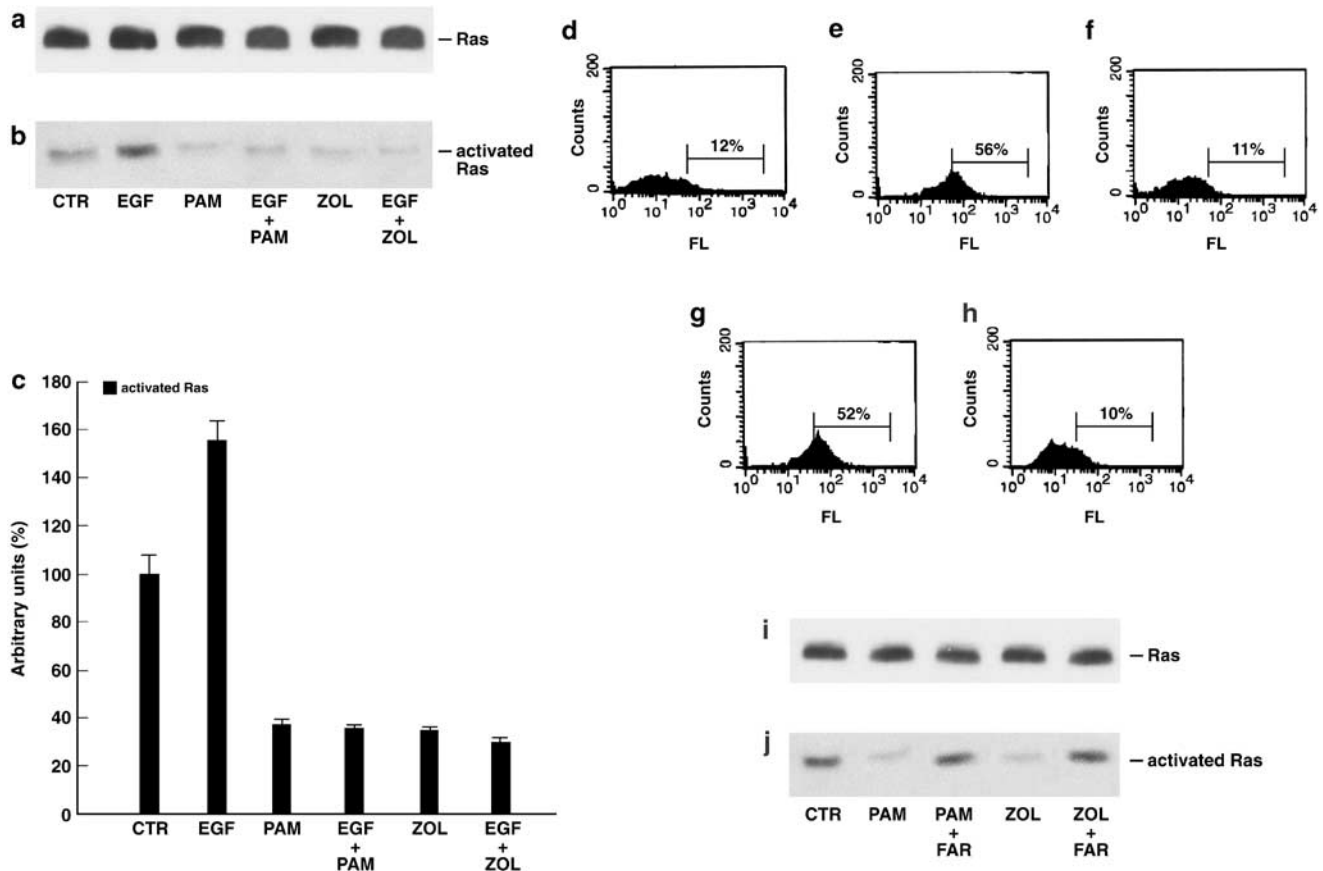 a
Ras
b
activated
Ras
CTR EGF PAM EGF + PAM ZOL EGF + ZOL
c
activated Ras
Arbitrary units (%)
180
160
140
120
100
80
60
40
20
0
CTR EGF PAM EGF + PAM ZOL EGF + ZOL
d
200
Counts
12%
0
10^0 10^1 10^2 10^3 10^4
FL
e
200
Counts
56%
0
10^0 10^1 10^2 10^3 10^4
FL
f
200
Counts
11%
0
10^0 10^1 10^2 10^3 10^4
FL
g
200
Counts
52%
0
10^0 10^1 10^2 10^3 10^4
FL
h
200
Counts
10%
0
10^0 10^1 10^2 10^3 10^4
FL
i
Ras
j
activated Ras
CTR PAM PAM + FAR ZOL ZOL + FAR